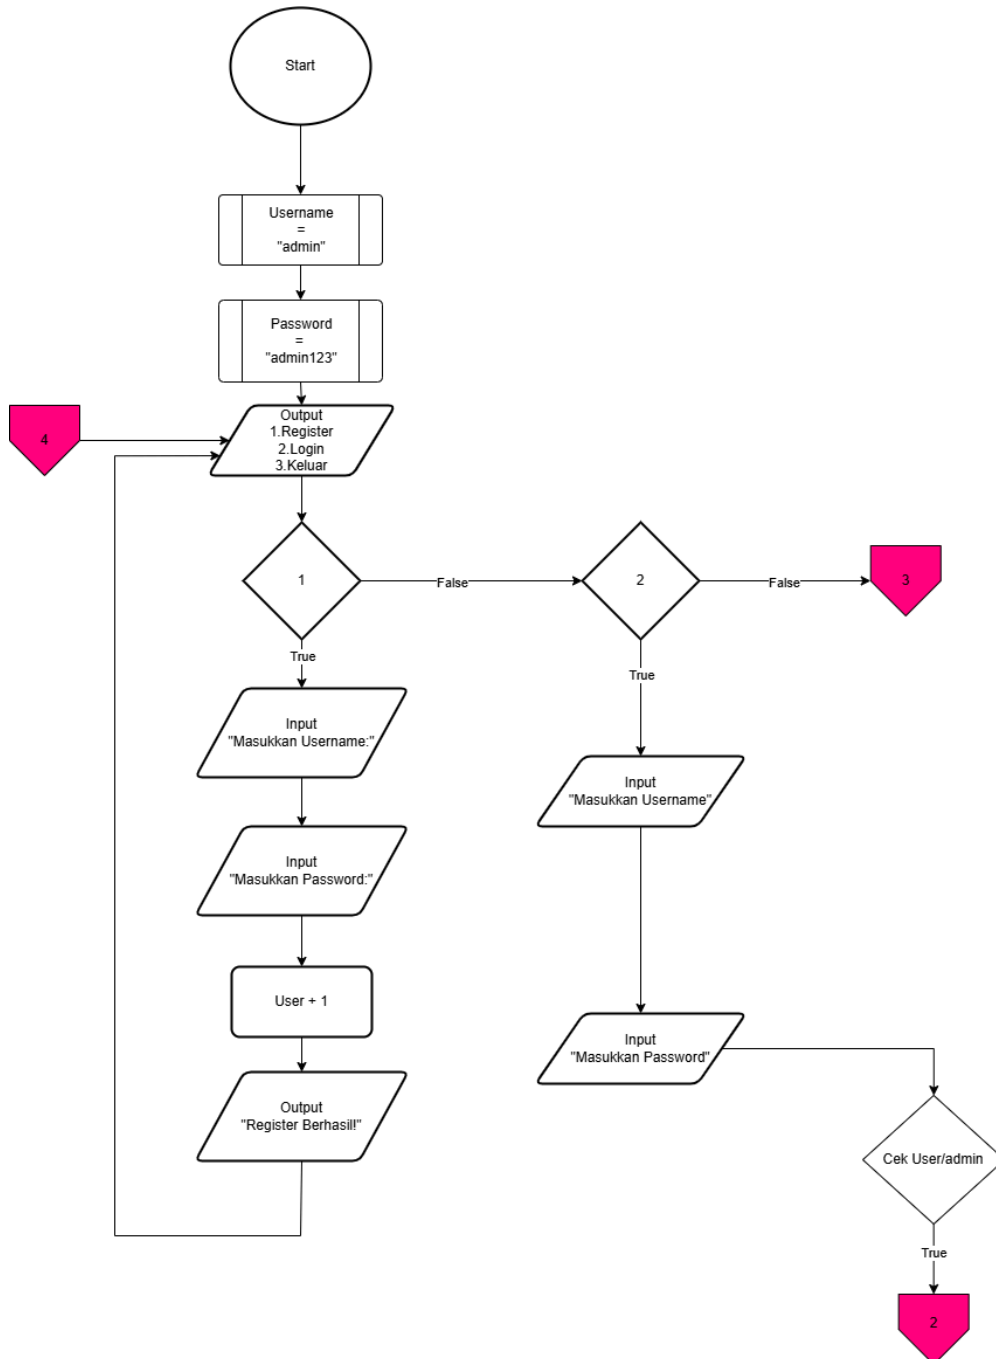 Start
Username
=
"admin"
Password
=
"admin123"
4
Output
1.Register
2.Login
3.Keluar
1
False
2
False
3
True
True
Input
"Masukkan Username:"
Input
"Masukkan Username"
Input
"Masukkan Password:"
User + 1
Input
"Masukkan Password"
Output
"Register Berhasil!"
Cek User/admin
True
2